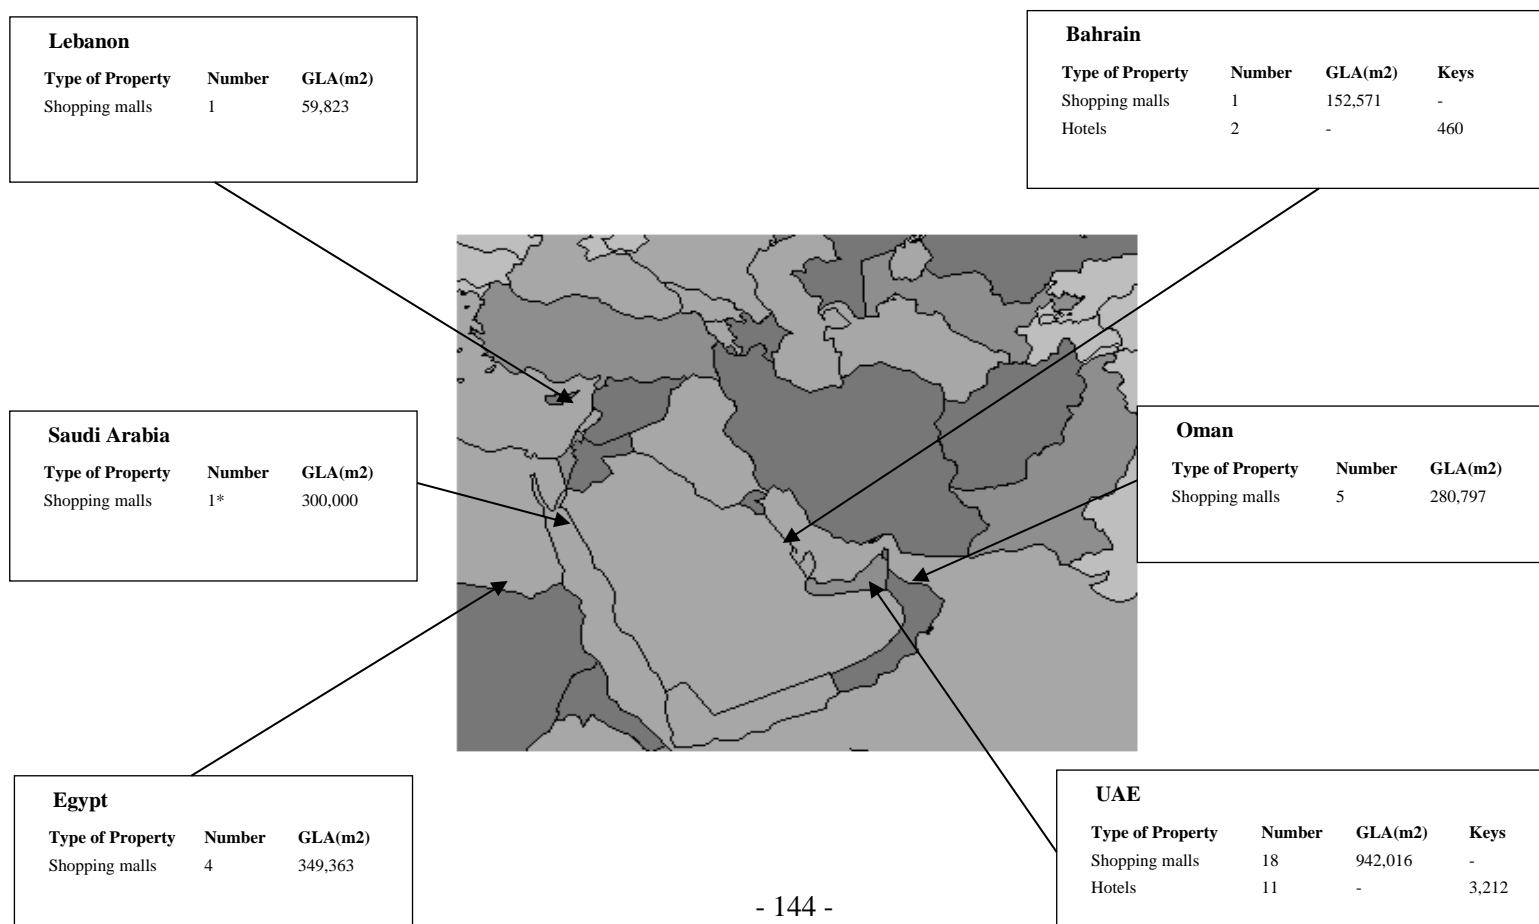 Lebanon
Type of Property Number GLA(m2)
Shopping malls 1 59,823
Bahrain
Type of Property Number GLA(m2) Keys
Shopping malls 1 152,571 -
Hotels 2 - 460
Saudi Arabia
Type of Property Number GLA(m2)
Shopping malls 1* 300,000
Oman
Type of Property Number GLA(m2)
Shopping malls 5 280,797
Egypt
Type of Property Number GLA(m2)
Shopping malls 4 349,363
UAE
Type of Property Number GLA(m2) Keys
Shopping malls 18 942,016 -
Hotels 11 - 3,212
- 144 -